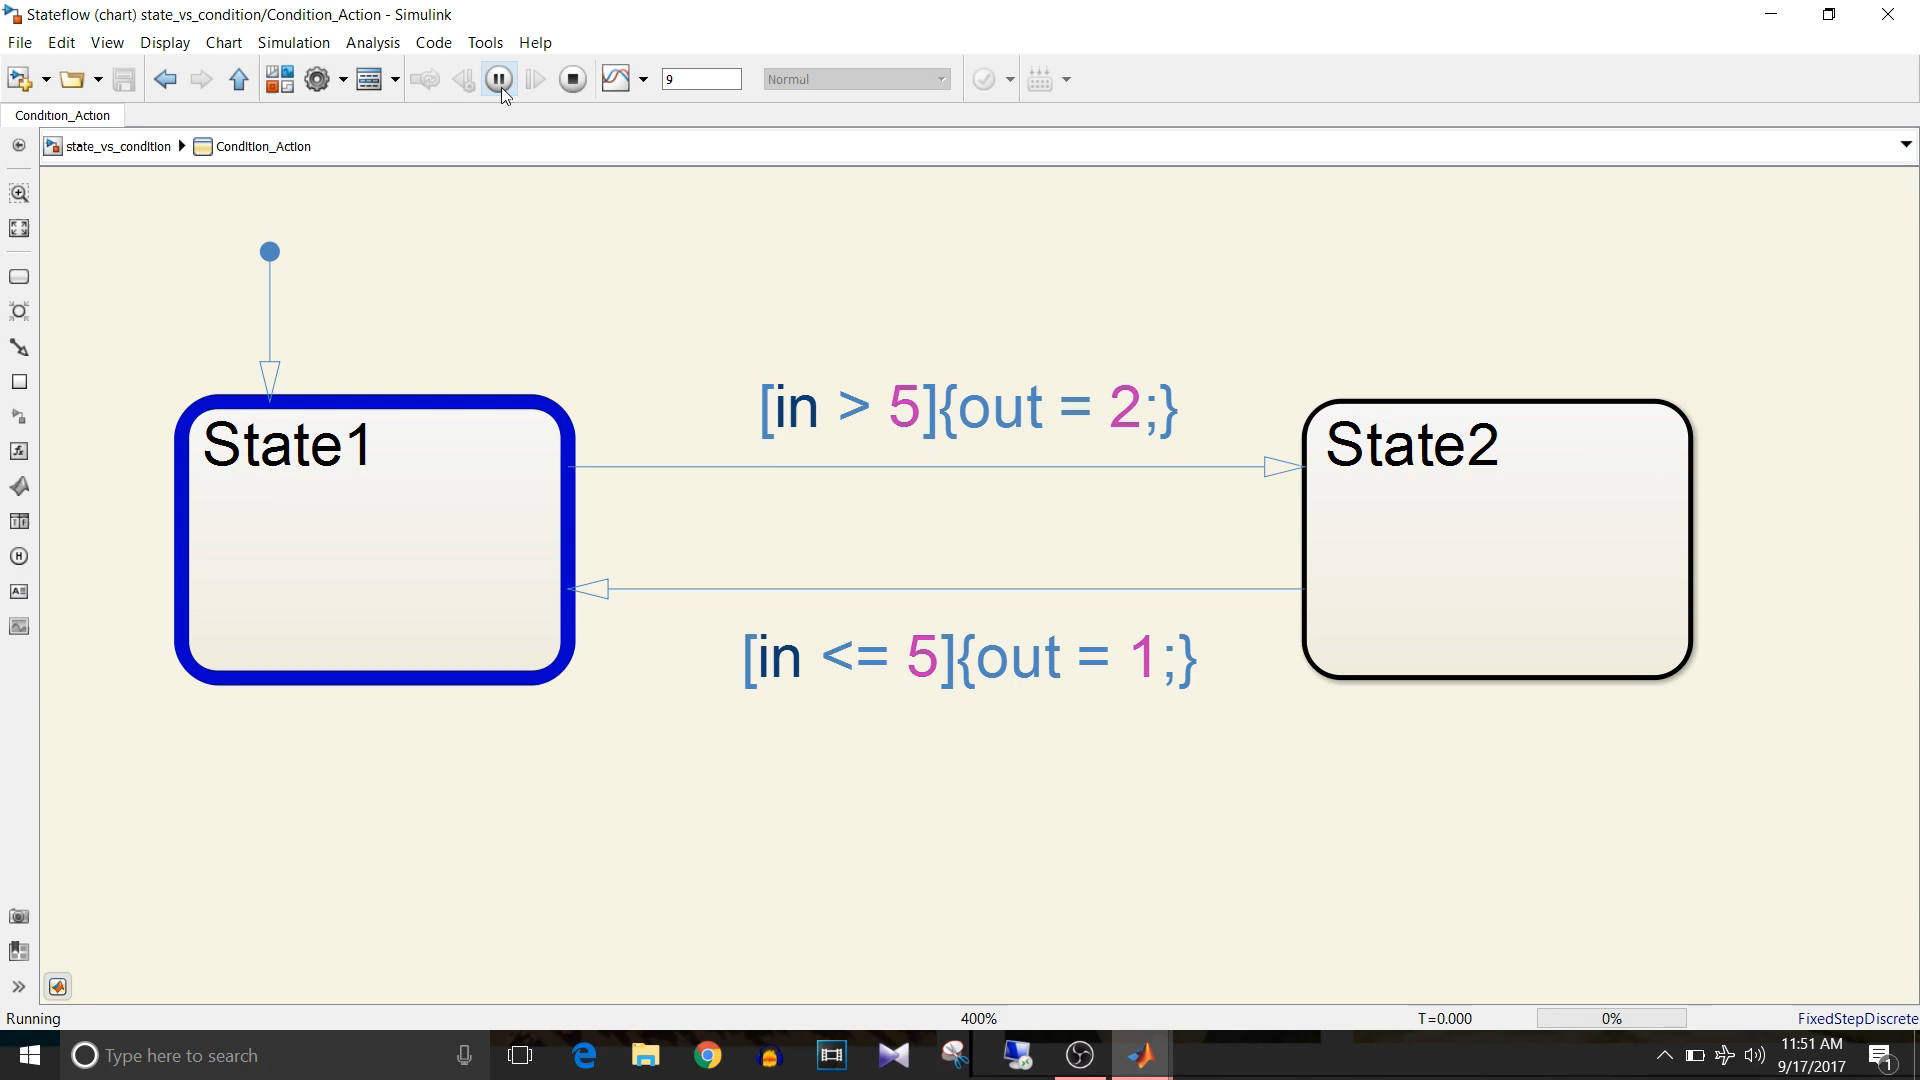 Stateflow (chart) state_vs_condition/Condition_Action - Simulink
File Edit View Display Chart Simulation Analysis Code Tools Help
9 Normal
Condition_Action
state_vs_condition Condition_Action
[in > 5]{out = 2;}
State1 State2
[in <= 5]{out = 1;}
Running 400% T=0.000 0% FixedStepDiscrete
Type here to search
11:51 AM
9/17/2017
1